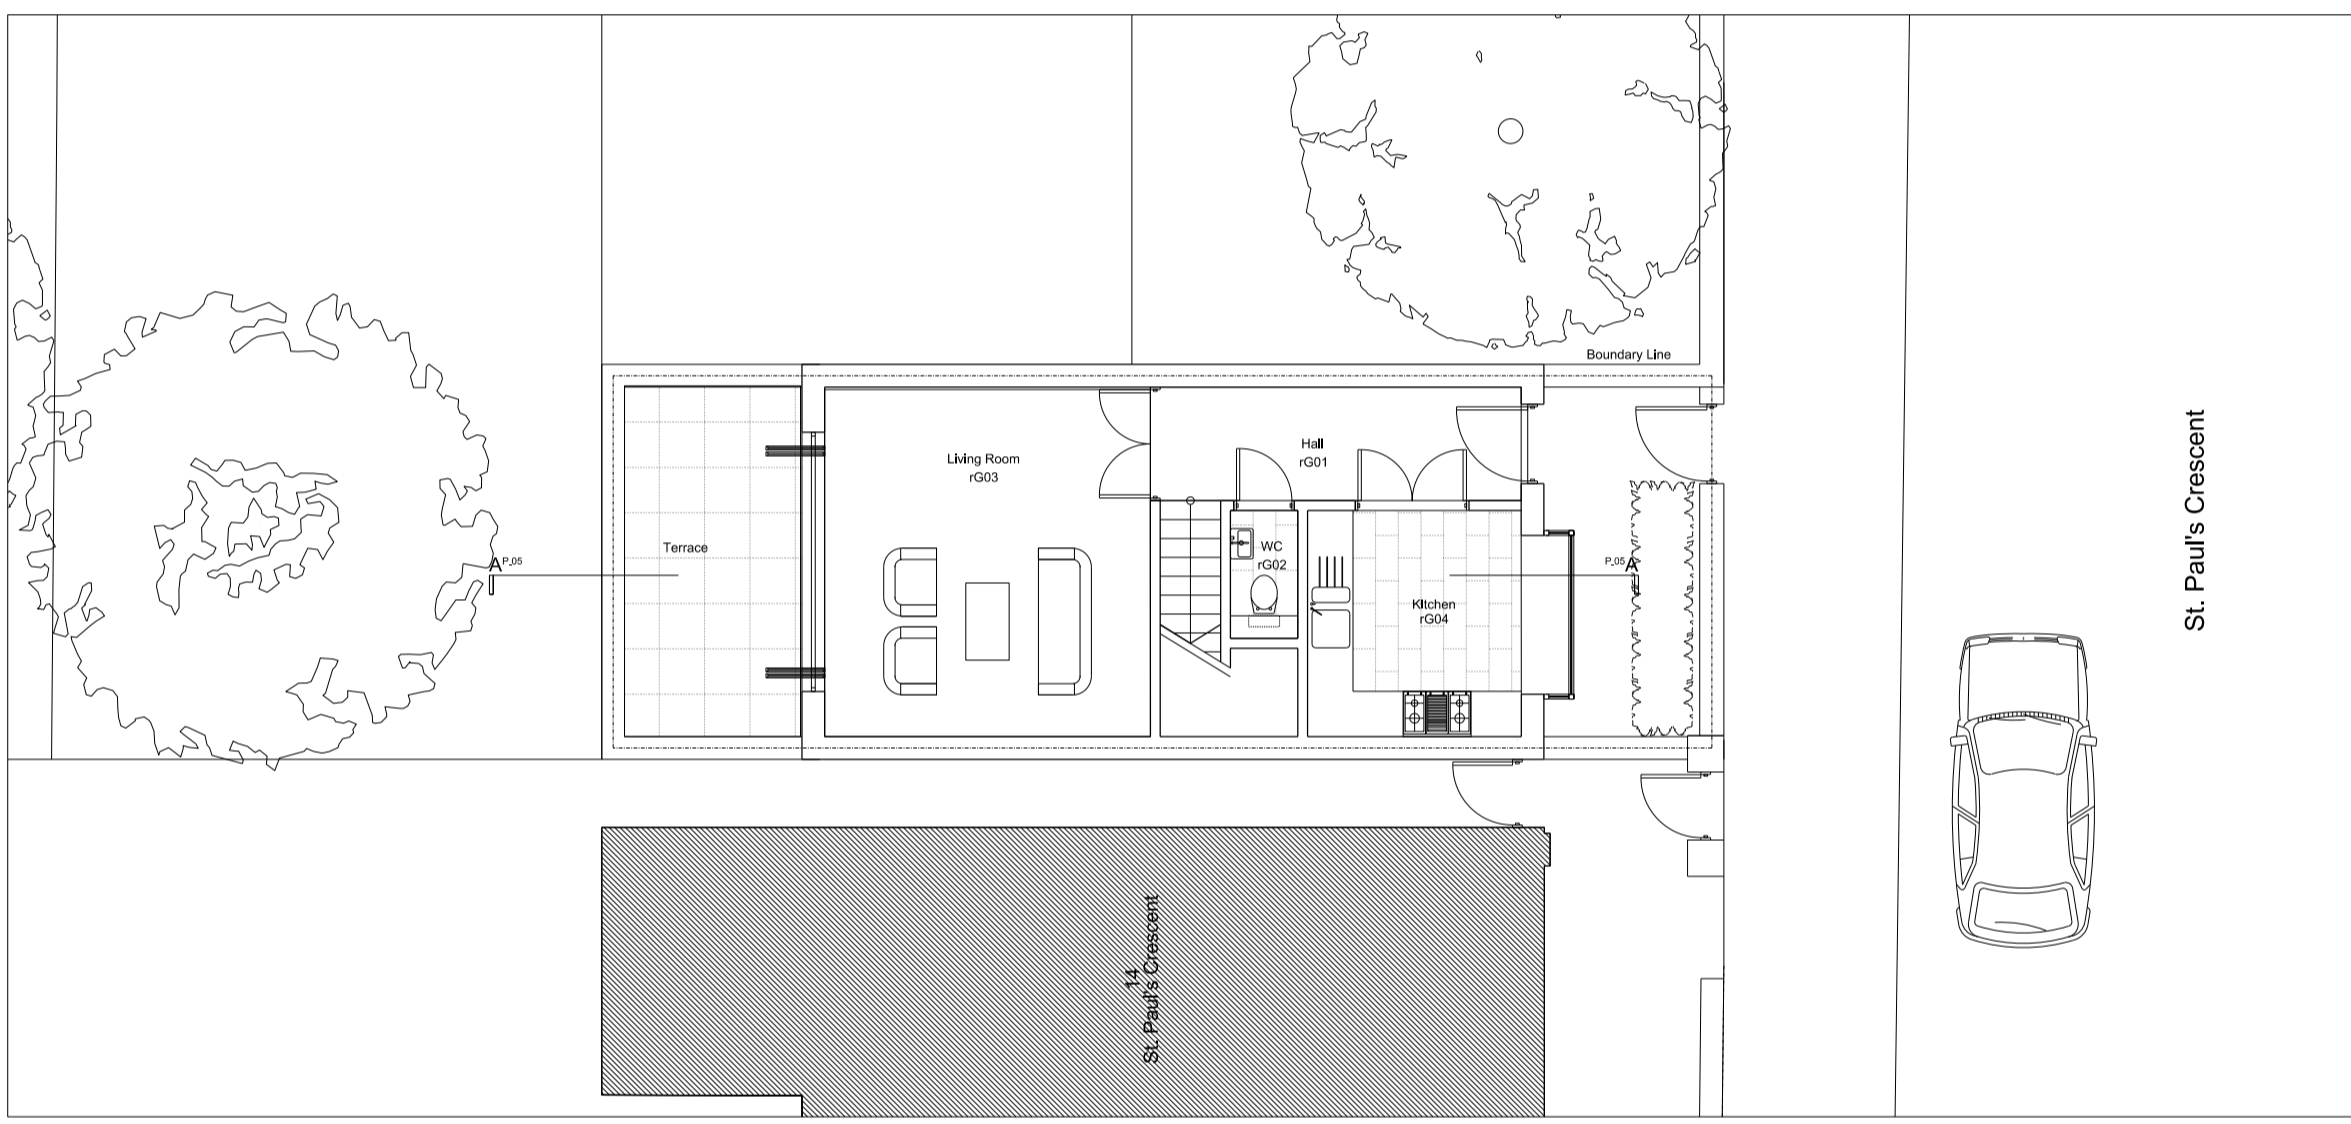 Boundary Line
Hall
rG01
Living Room
rG03
Terrace
WC
rG02
A P_05
P_05 A
Kitchen
rG04
St. Paul's Crescent
14
St. Paul's Crescent